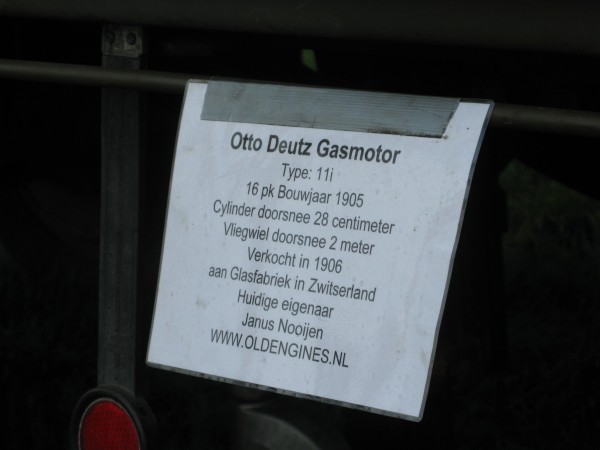 Otto Deutz Gasmotor
Type: 11i
16 pk Bouwjaar 1905
Cylinder doorsnee 28 centimeter
Vliegwiel doorsnee 2 meter
Verkocht in 1906
aan Glasfabriek in Zwitserland
Huidige eigenaar
Janus Nooijen
WWW.OLDENGINES.NL